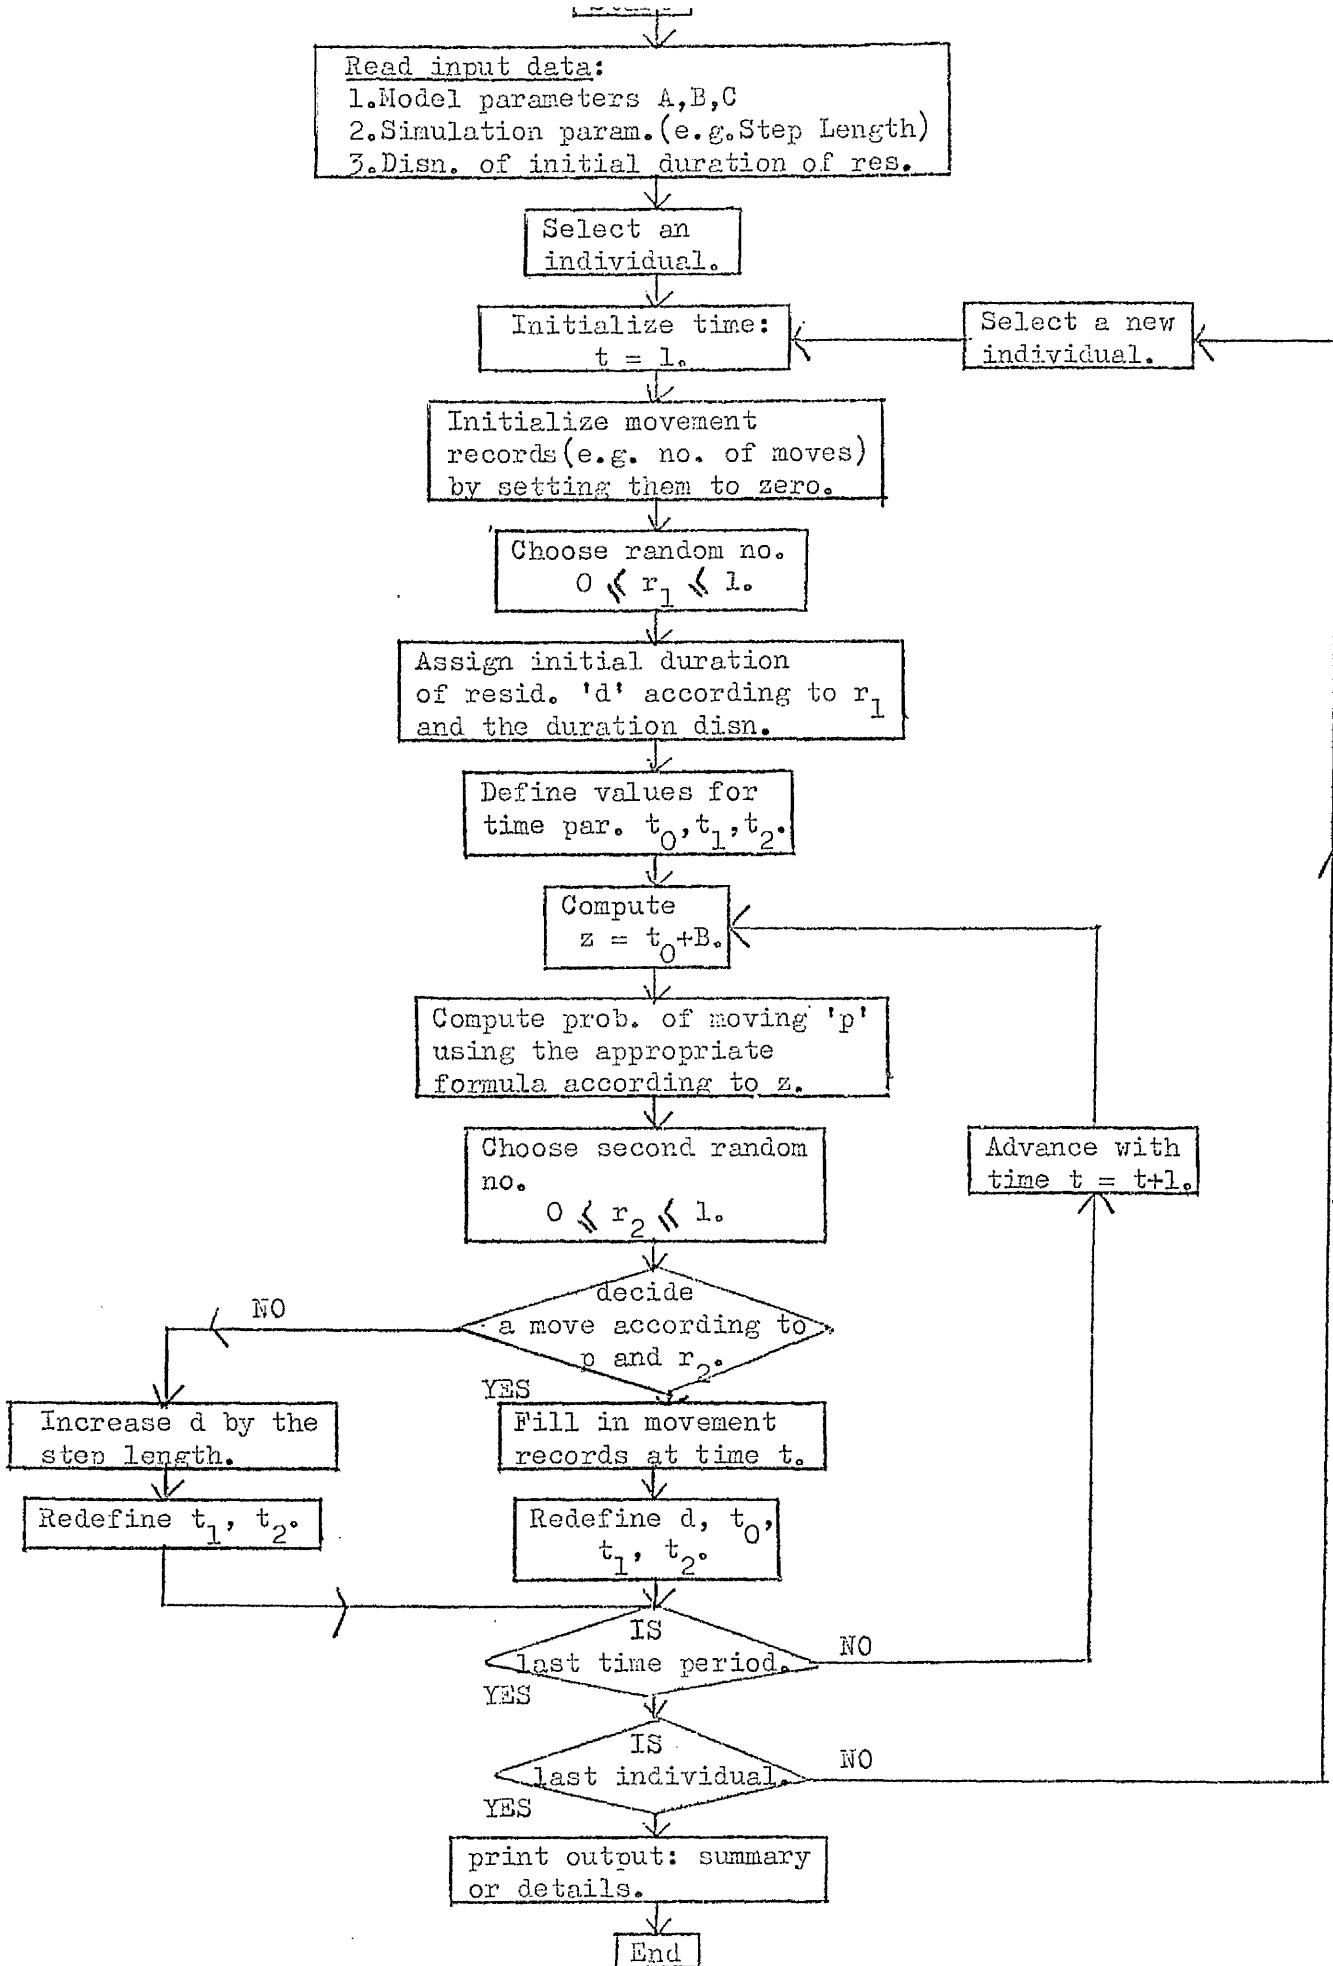 Read input data:
1.Model parameters A,B,C
2.Simulation param.(e.g.Step Length)
3.Disn. of initial duration of res.
Select an
individual.
Initialize time:
t = 1.
Select a new
individual.
Initialize movement
records(e.g. no. of moves)
by setting them to zero.
Choose random no.
0 ⩽ r1 ⩽ 1.
Assign initial duration
of resid. 'd' according to r1
and the duration disn.
Define values for
time par. t0,t1,t2.
Compute
z = t0+B.
Compute prob. of moving 'p'
using the appropriate
formula according to z.
Choose second random
no.
0 ⩽ r2 ⩽ 1.
Advance with
time t = t+1.
decide
a move according to
p and r2.
NO
YES
Increase d by the
step length.
Redefine t1, t2.
Fill in movement
records at time t.
Redefine d, t0,
t1, t2.
IS
last time period.
NO
YES
IS
last individual.
NO
YES
print output: summary
or details.
End